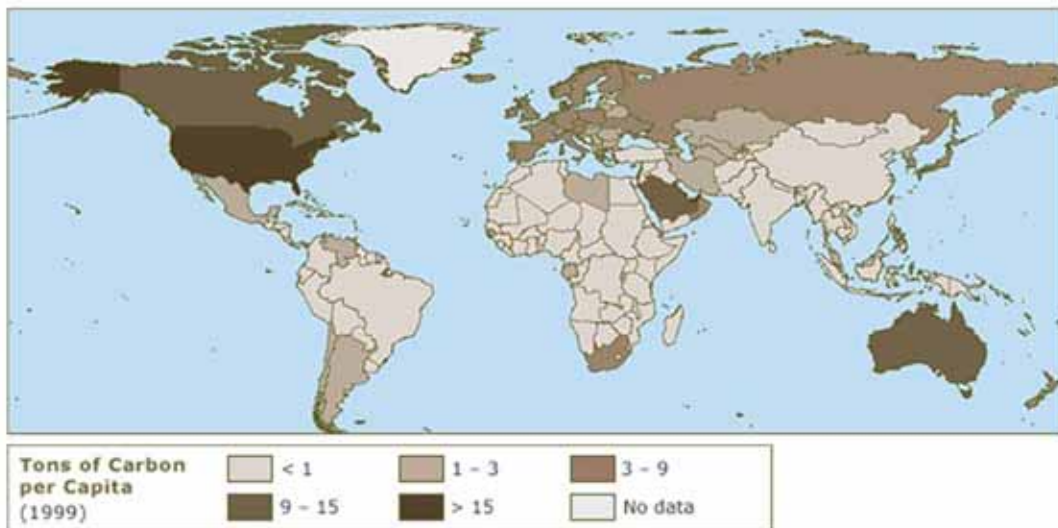 Tons of Carbon
per Capita
(1999)
< 1
1 – 3
3 – 9
9 – 15
> 15
No data